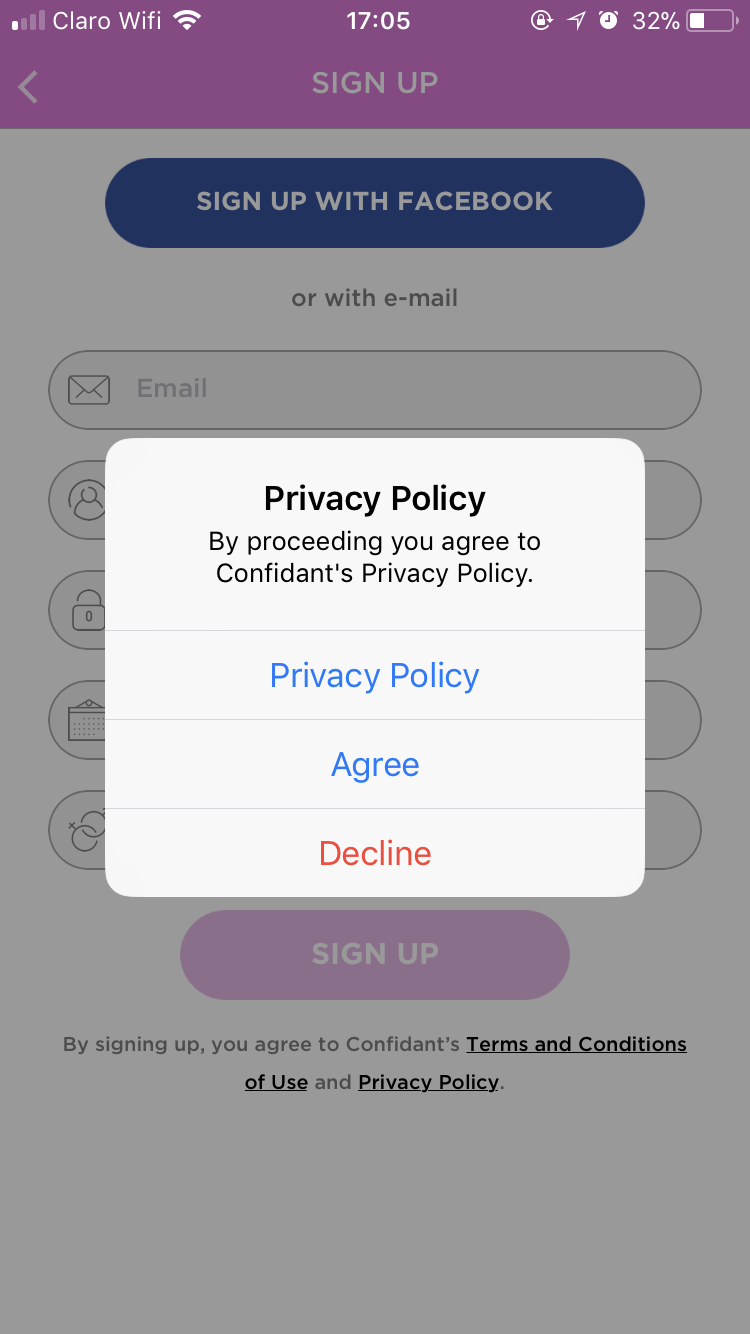 Claro Wifi 17:05 32%
SIGN UP
SIGN UP WITH FACEBOOK
or with e-mail
Email
Privacy Policy
By proceeding you agree to
Confidant's Privacy Policy.
Privacy Policy
Agree
Decline
SIGN UP
By signing up, you agree to Confidant’s Terms and Conditions
of Use and Privacy Policy.